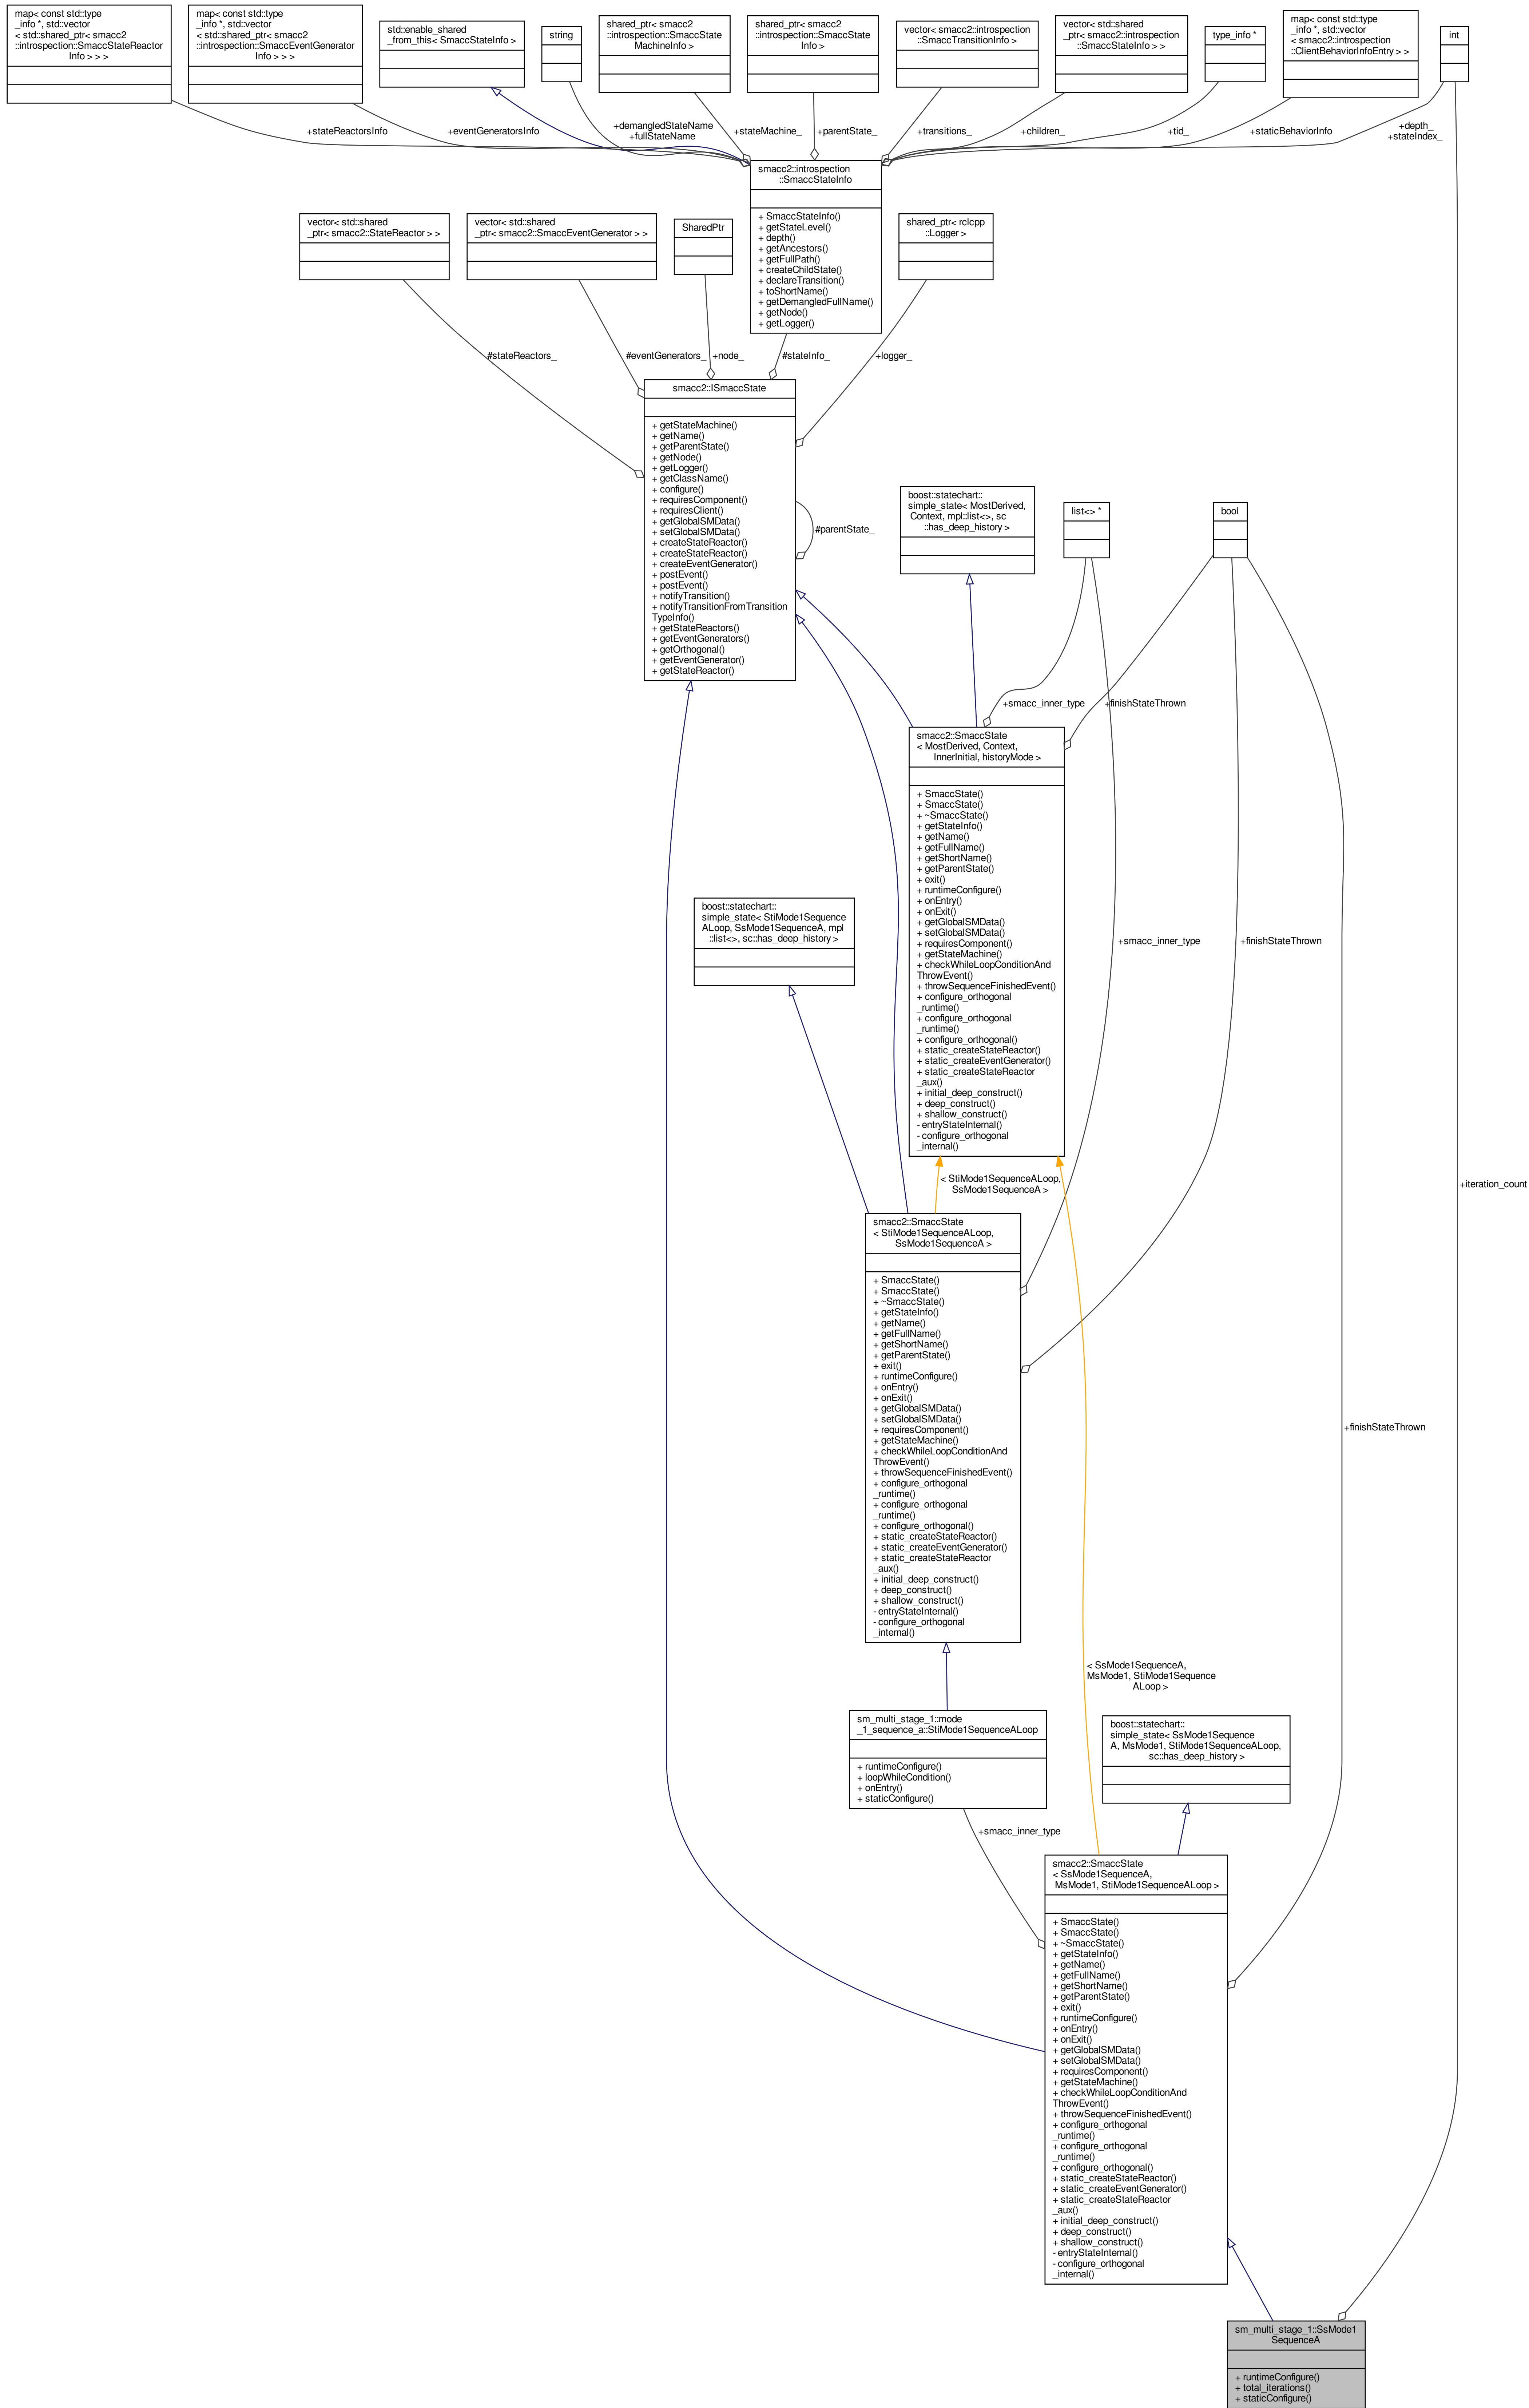 map< const std::type
_info *, std::vector
< std::shared_ptr< smacc2
::introspection::SmaccStateReactor
Info > > >
map< const std::type
_info *, std::vector
< std::shared_ptr< smacc2
::introspection::SmaccEventGenerator
Info > > >
std::enable_shared
_from_this< SmaccStateInfo >
string
shared_ptr< smacc2
::introspection::SmaccState
MachineInfo >
shared_ptr< smacc2
::introspection::SmaccState
Info >
vector< smacc2::introspection
::SmaccTransitionInfo >
vector< std::shared
_ptr< smacc2::introspection
::SmaccStateInfo > >
type_info *
map< const std::type
_info *, std::vector
< smacc2::introspection
::ClientBehaviorInfoEntry > >
int
+stateReactorsInfo
+eventGeneratorsInfo
+demangledStateName
+fullStateName
+stateMachine_
+parentState_
+transitions_
+children_
+tid_
+staticBehaviorInfo
+depth_
+stateIndex_
smacc2::introspection
::SmaccStateInfo
+ SmaccStateInfo()
+ getStateLevel()
+ depth()
+ getAncestors()
+ getFullPath()
+ createChildState()
+ declareTransition()
+ toShortName()
+ getDemangledFullName()
+ getNode()
+ getLogger()
vector< std::shared
_ptr< smacc2::StateReactor > >
vector< std::shared
_ptr< smacc2::SmaccEventGenerator > >
SharedPtr
shared_ptr< rclcpp
::Logger >
#stateReactors_
#eventGenerators_
+node_
#stateInfo_
+logger_
smacc2::ISmaccState
+ getStateMachine()
+ getName()
+ getParentState()
+ getNode()
+ getLogger()
+ getClassName()
+ configure()
+ requiresComponent()
+ requiresClient()
+ getGlobalSMData()
+ setGlobalSMData()
+ createStateReactor()
+ createStateReactor()
+ createEventGenerator()
+ postEvent()
+ postEvent()
+ notifyTransition()
+ notifyTransitionFromTransition
TypeInfo()
+ getStateReactors()
+ getEventGenerators()
+ getOrthogonal()
+ getEventGenerator()
+ getStateReactor()
#parentState_
boost::statechart::
simple_state< MostDerived,
Context, mpl::list<>, sc
::has_deep_history >
list<> *
bool
+smacc_inner_type
+finishStateThrown
smacc2::SmaccState
< MostDerived, Context,
InnerInitial, historyMode >
+ SmaccState()
+ SmaccState()
+ ~SmaccState()
+ getStateInfo()
+ getName()
+ getFullName()
+ getShortName()
+ getParentState()
+ exit()
+ runtimeConfigure()
+ onEntry()
+ onExit()
+ getGlobalSMData()
+ setGlobalSMData()
+ requiresComponent()
+ getStateMachine()
+ checkWhileLoopConditionAnd
ThrowEvent()
+ throwSequenceFinishedEvent()
+ configure_orthogonal
_runtime()
+ configure_orthogonal
_runtime()
+ configure_orthogonal()
+ static_createStateReactor()
+ static_createEventGenerator()
+ static_createStateReactor
_aux()
+ initial_deep_construct()
+ deep_construct()
+ shallow_construct()
- entryStateInternal()
- configure_orthogonal
_internal()
boost::statechart::
simple_state< StiMode1Sequence
ALoop, SsMode1SequenceA, mpl
::list<>, sc::has_deep_history >
+smacc_inner_type
+finishStateThrown
< StiMode1SequenceALoop,
SsMode1SequenceA >
+iteration_count
smacc2::SmaccState
< StiMode1SequenceALoop,
SsMode1SequenceA >
+ SmaccState()
+ SmaccState()
+ ~SmaccState()
+ getStateInfo()
+ getName()
+ getFullName()
+ getShortName()
+ getParentState()
+ exit()
+ runtimeConfigure()
+ onEntry()
+ onExit()
+ getGlobalSMData()
+ setGlobalSMData()
+ requiresComponent()
+ getStateMachine()
+ checkWhileLoopConditionAnd
ThrowEvent()
+ throwSequenceFinishedEvent()
+ configure_orthogonal
_runtime()
+ configure_orthogonal
_runtime()
+ configure_orthogonal()
+ static_createStateReactor()
+ static_createEventGenerator()
+ static_createStateReactor
_aux()
+ initial_deep_construct()
+ deep_construct()
+ shallow_construct()
- entryStateInternal()
- configure_orthogonal
_internal()
+finishStateThrown
< SsMode1SequenceA,
MsMode1, StiMode1Sequence
ALoop >
sm_multi_stage_1::mode
_1_sequence_a::StiMode1SequenceALoop
+ runtimeConfigure()
+ loopWhileCondition()
+ onEntry()
+ staticConfigure()
boost::statechart::
simple_state< SsMode1Sequence
A, MsMode1, StiMode1SequenceALoop,
sc::has_deep_history >
+smacc_inner_type
smacc2::SmaccState
< SsMode1SequenceA,
MsMode1, StiMode1SequenceALoop >
+ SmaccState()
+ SmaccState()
+ ~SmaccState()
+ getStateInfo()
+ getName()
+ getFullName()
+ getShortName()
+ getParentState()
+ exit()
+ runtimeConfigure()
+ onEntry()
+ onExit()
+ getGlobalSMData()
+ setGlobalSMData()
+ requiresComponent()
+ getStateMachine()
+ checkWhileLoopConditionAnd
ThrowEvent()
+ throwSequenceFinishedEvent()
+ configure_orthogonal
_runtime()
+ configure_orthogonal
_runtime()
+ configure_orthogonal()
+ static_createStateReactor()
+ static_createEventGenerator()
+ static_createStateReactor
_aux()
+ initial_deep_construct()
+ deep_construct()
+ shallow_construct()
- entryStateInternal()
- configure_orthogonal
_internal()
sm_multi_stage_1::SsMode1
SequenceA
+ runtimeConfigure()
+ total_iterations()
+ staticConfigure()